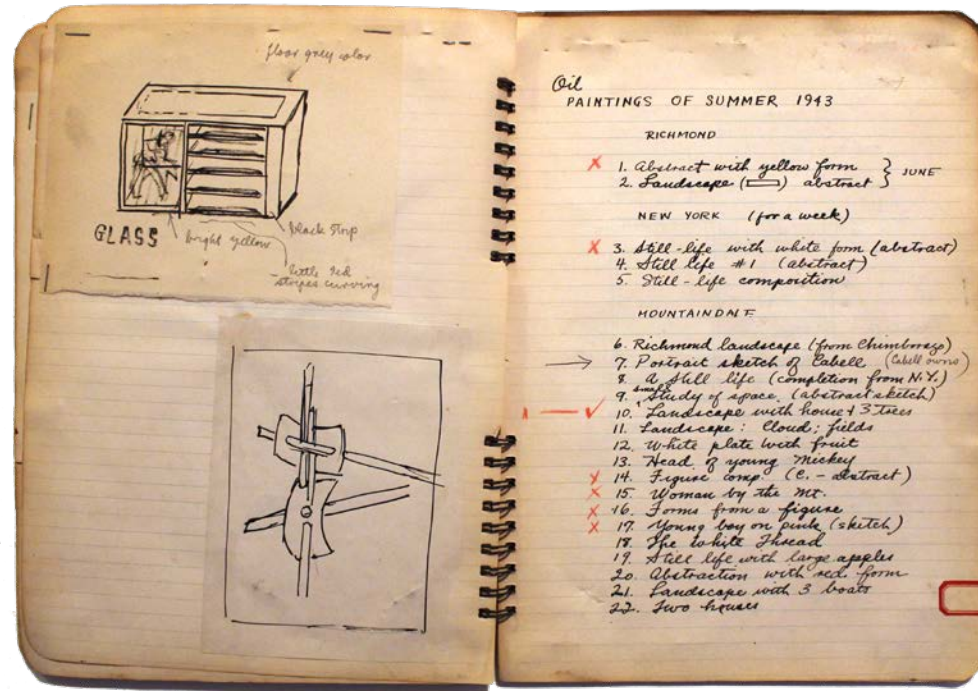 floor grey color
GLASS
bright yellow
black strip
little red
stripes curving
Oil
PAINTINGS OF SUMMER 1943
RICHMOND
x 1. Abstract with yellow form
2. Landscape ( ) abstract } JUNE
NEW YORK (for a week)
x 3. Still-life with white form (abstract)
4. Still life #1 (abstract)
5. Still-life composition
MOUNTAINDALE
6. Richmond landscape (from Chimborazo)
→ 7. Portrait sketch of Cabell (Cabell owns)
8. A Still life (completion from N.Y.)
9. small Study of space (abstract sketch)
✓ 10. Landscape with house + 3 trees
11. Landscape: Cloud; fields
12. White plate with fruit
13. Head of young Mickey
x 14. Figure comp. (C. - abstract)
x 15. Woman by the Mt.
x 16. Forms from a figure
x 17. Young boy on pink (sketch)
18. The White Thread
19. Still life with large apples
20. Abstraction with red form
21. Landscape with 3 boats
22. Two houses